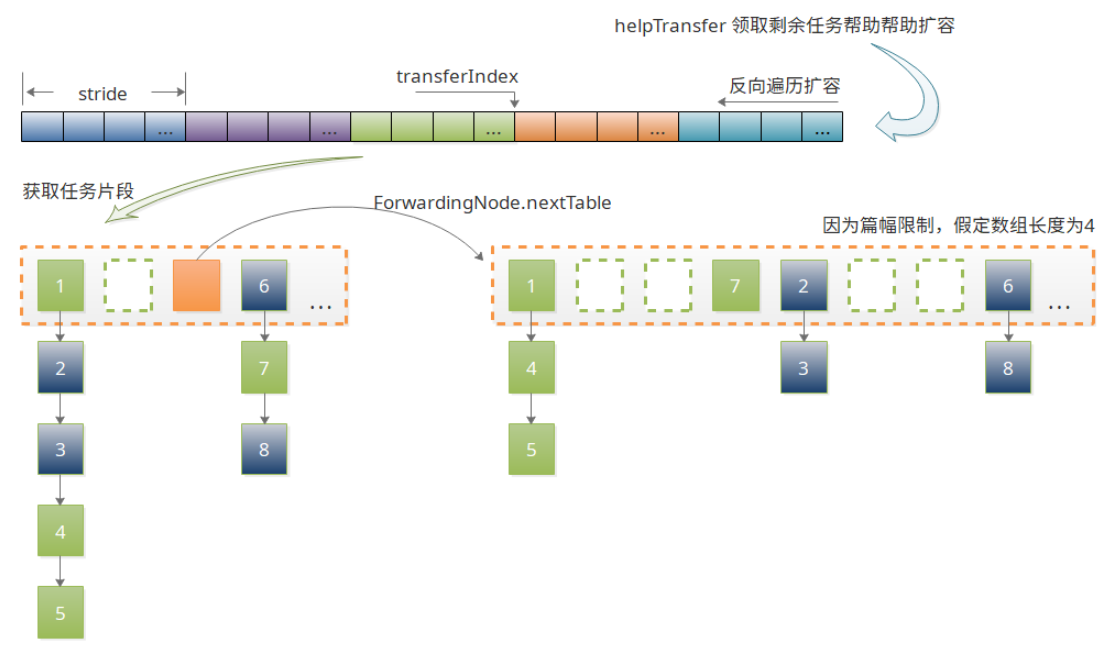 helpTransfer 领取剩余任务帮助帮助扩容
stride
transferIndex
反向遍历扩容
... ... ... ... ...
获取任务片段
ForwardingNode.nextTable
因为篇幅限制，假定数组长度为4
1 6 ...
1 7 2 6 ...
2 7
4 3 8
3 8
5
4
5